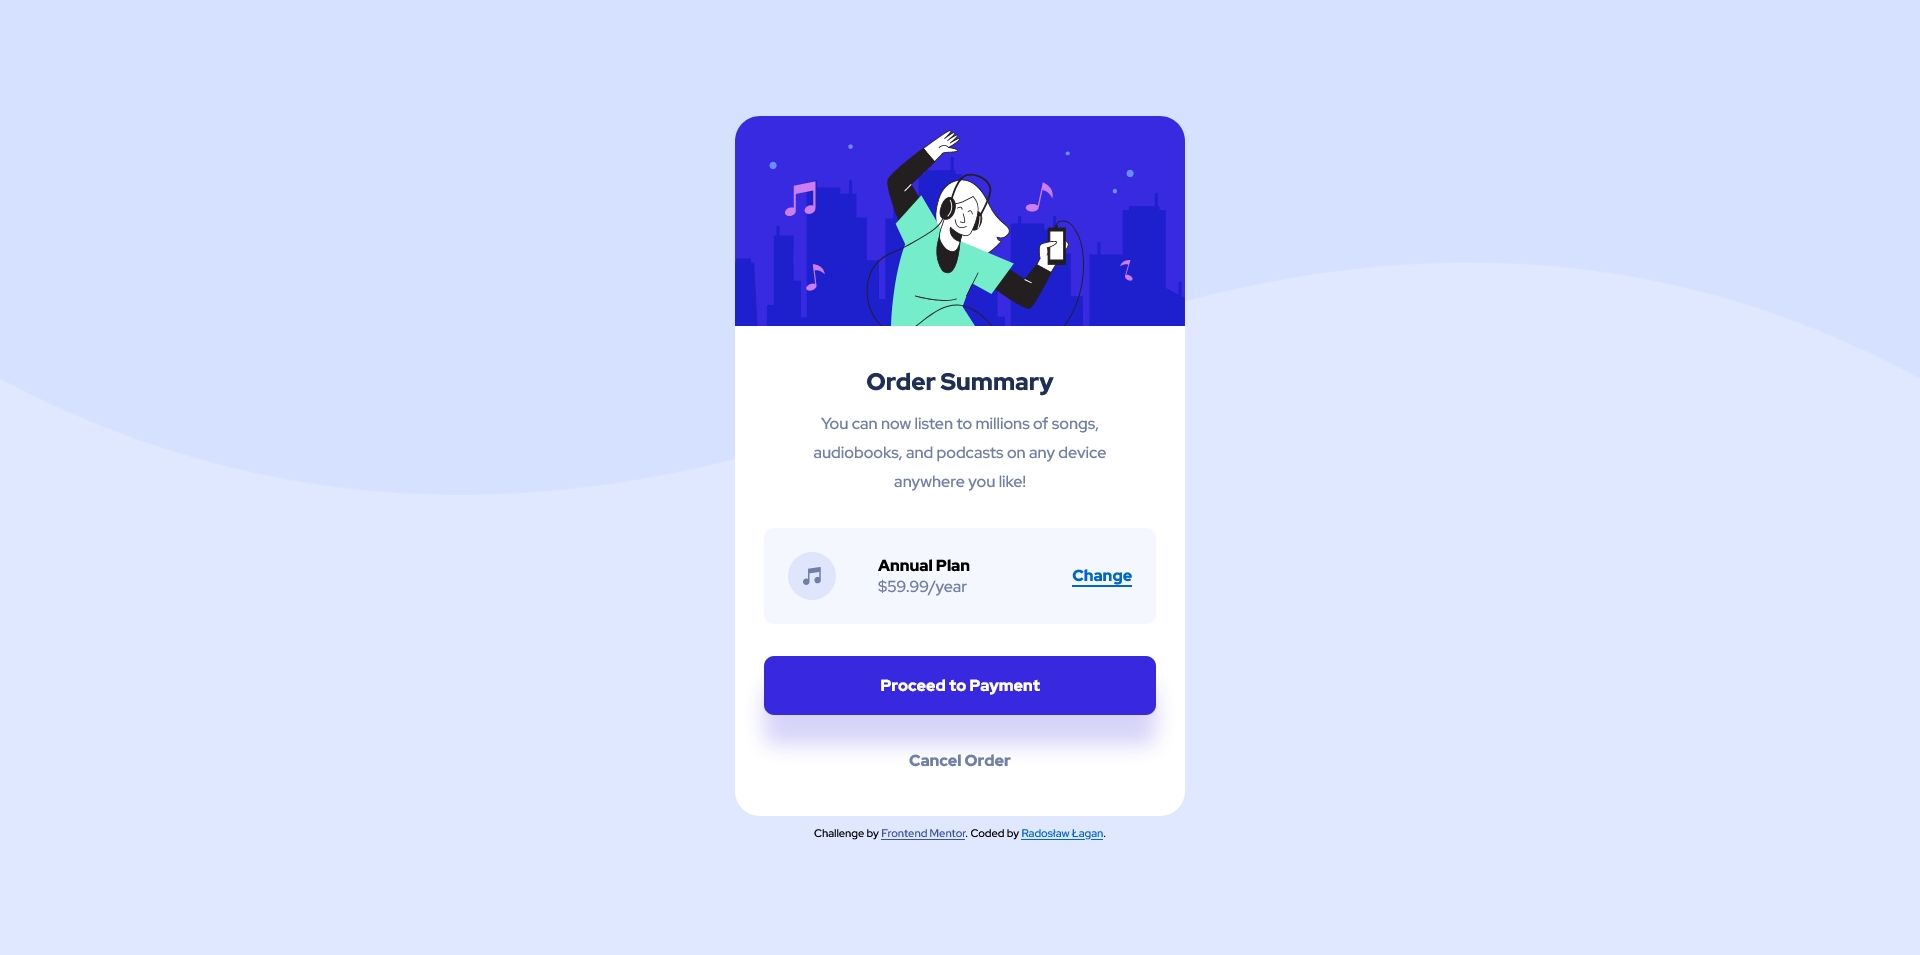 Order Summary
You can now listen to millions of songs,
audiobooks, and podcasts on any device
anywhere you like!
Annual Plan
$59.99/year
Change
Proceed to Payment
Cancel Order
Challenge by Frontend Mentor. Coded by Radosław Łagan.